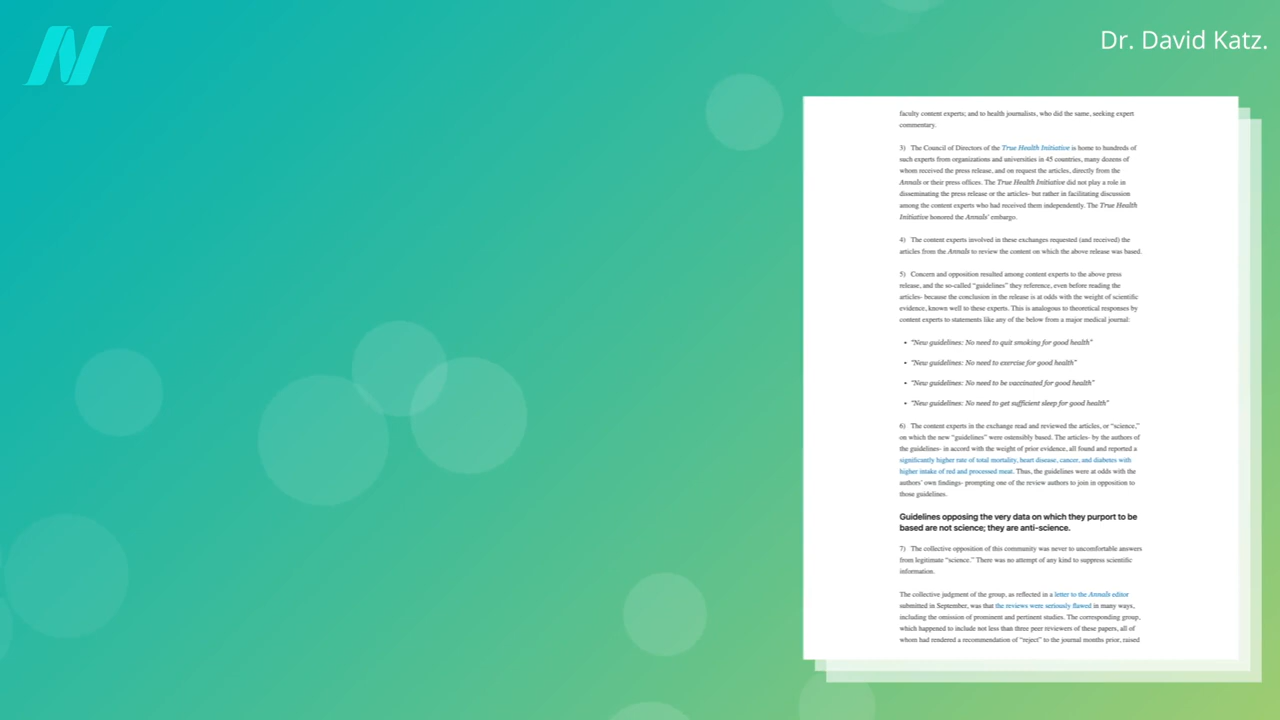 Dr. David Katz.
faculty content experts; and to health journalists, who did the same, seeking expert
commentary.
3) The Council of Directors of the True Health Initiative is home to hundreds of
such experts from organizations and universities in 45 countries, many dozens of
whom received the press release, and on request the articles, directly from the
Annals or their press offices. The True Health Initiative did not play a role in
disseminating the press release or the articles- but rather in facilitating discussion
among the content experts who had received them independently. The True Health
Initiative honored the Annals' embargo.
4) The content experts involved in these exchanges requested (and received) the
articles from the Annals to review the content on which the above release was based.
5) Concern and opposition resulted among content experts to the above press
release, and the so-called "guidelines" they reference, even before reading the
articles- because the conclusion in the release is at odds with the weight of scientific
evidence, known well to these experts. This is analogous to theoretical responses by
content experts to statements like any of the below from a major medical journal:
• "New guidelines: No need to quit smoking for good health"
• "New guidelines: No need to exercise for good health"
• "New guidelines: No need to be vaccinated for good health"
• "New guidelines: No need to get sufficient sleep for good health"
6) The content experts in the exchange read and reviewed the articles, or "science,"
on which the new "guidelines" were ostensibly based. The articles- by the authors of
the guidelines- in accord with the weight of prior evidence, all found and reported a
significantly higher rate of total mortality, heart disease, cancer, and diabetes with
higher intake of red and processed meat. Thus, the guidelines were at odds with the
authors' own findings- prompting one of the review authors to join in opposition to
those guidelines.
Guidelines opposing the very data on which they purport to be
based are not science; they are anti-science.
7) The collective opposition of this community was never to uncomfortable answers
from legitimate "science." There was no attempt of any kind to suppress scientific
information.
The collective judgment of the group, as reflected in a letter to the Annals editor
submitted in September, was that the reviews were seriously flawed in many ways,
including the omission of prominent and pertinent studies. The corresponding group,
which happened to include not less than three peer reviewers of these papers, all of
whom had rendered a recommendation of "reject" to the journal months prior, raised